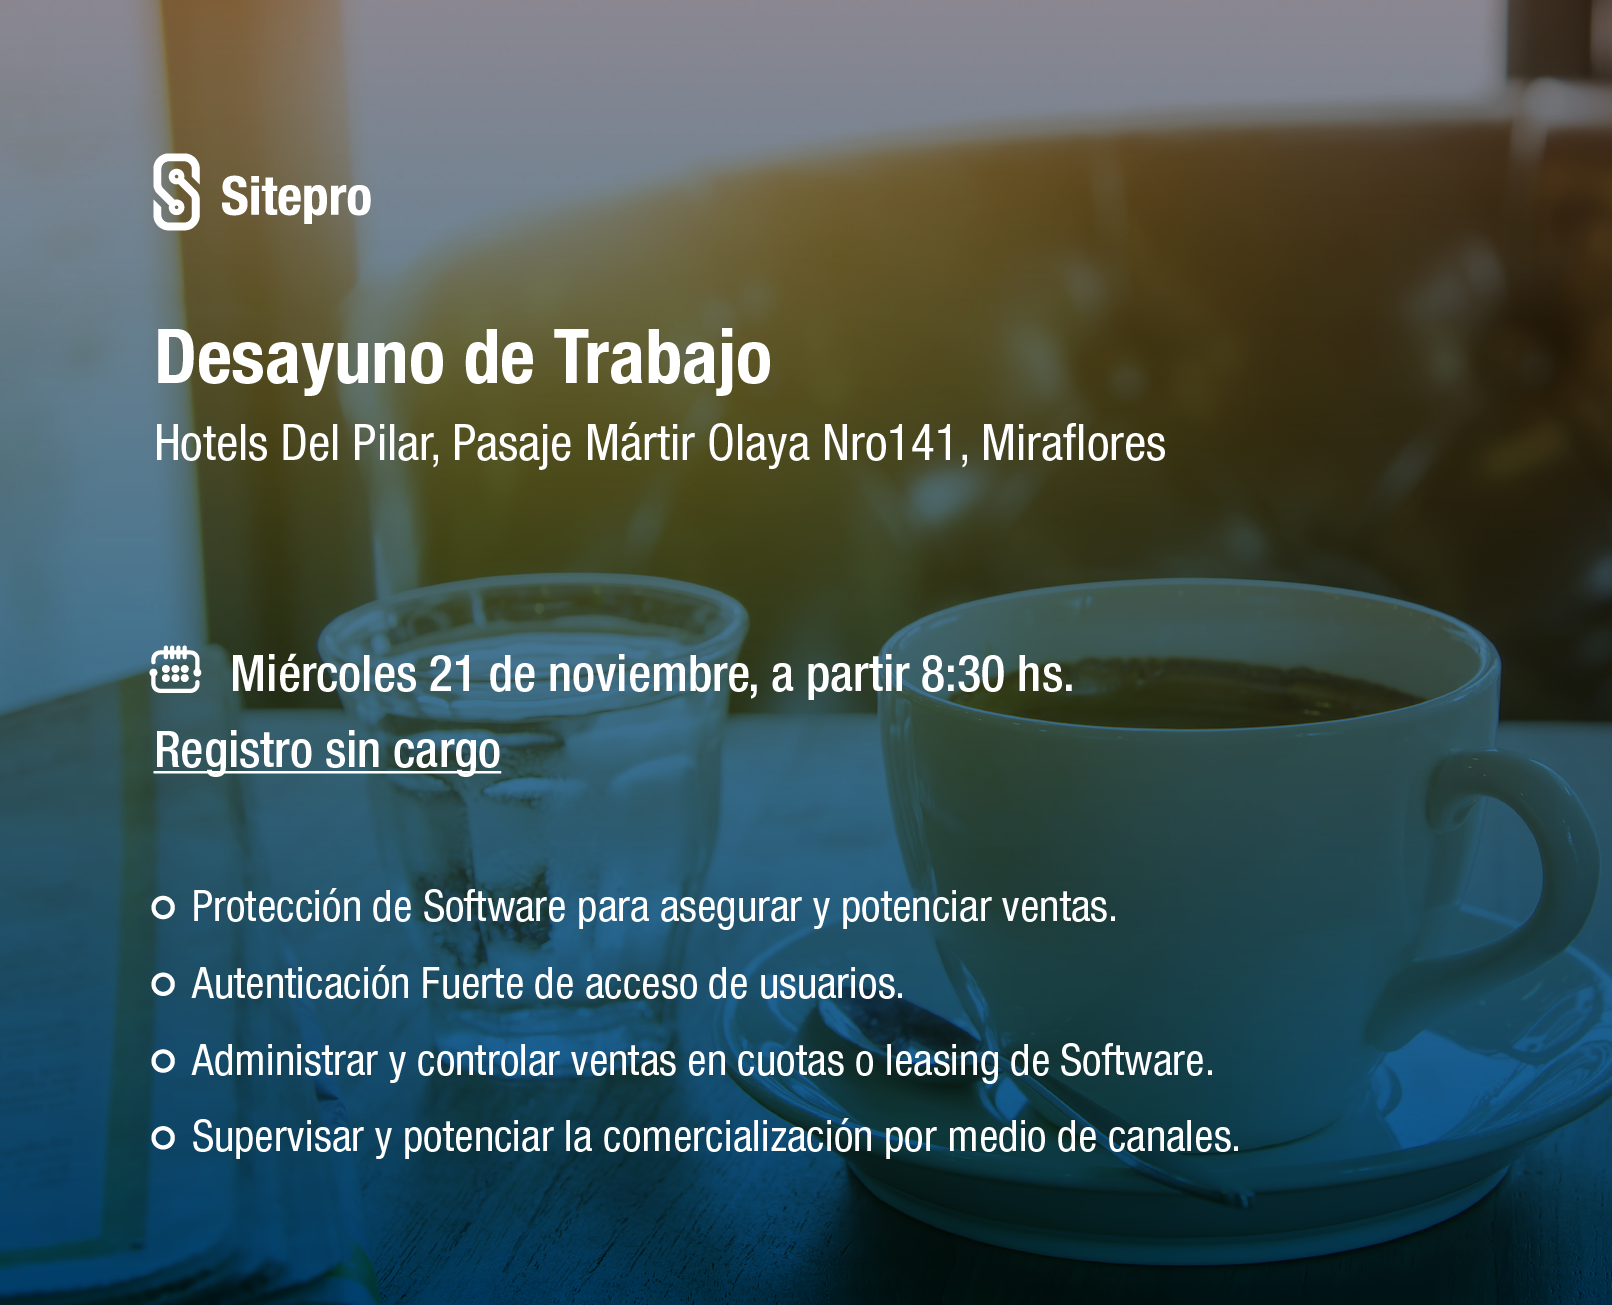 Sitepro
Desayuno de Trabajo
Hotels Del Pilar, Pasaje Mártir Olaya Nro141, Miraflores
Miércoles 21 de noviembre, a partir 8:30 hs.
Registro sin cargo
Protección de Software para asegurar y potenciar ventas.
Autenticación Fuerte de acceso de usuarios.
Administrar y controlar ventas en cuotas o leasing de Software.
Supervisar y potenciar la comercialización por medio de canales.